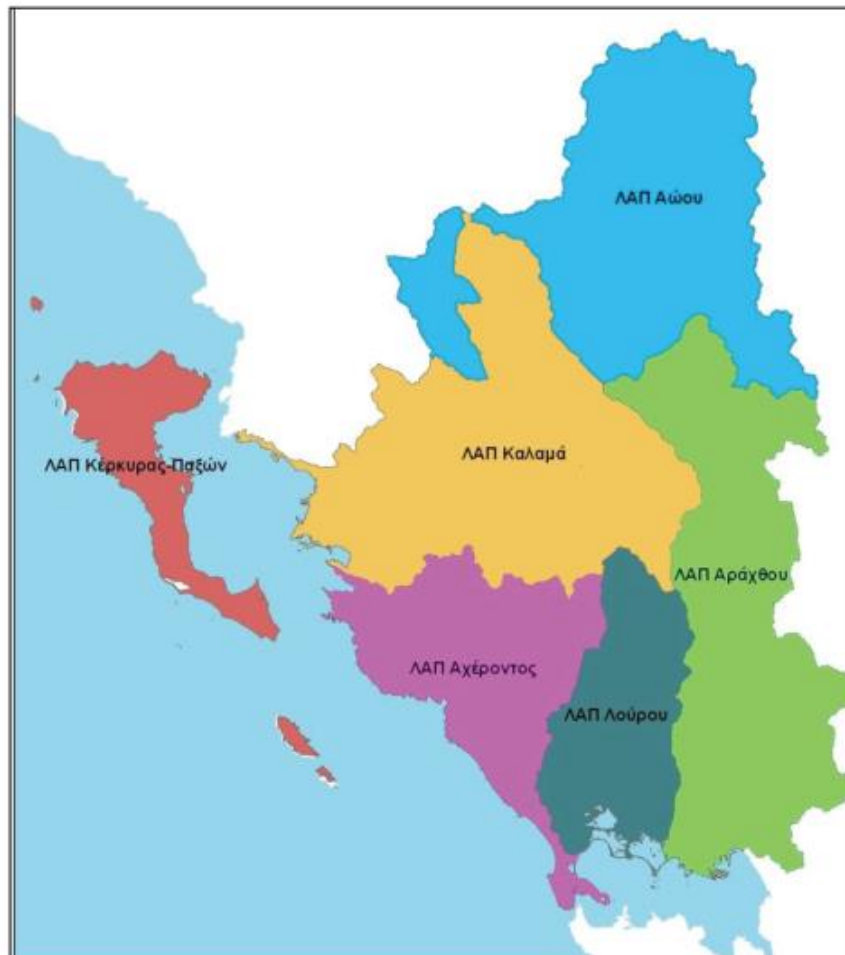 ΛΑΠ Αώου
ΛΑΠ Κέρκυρας-Παξών
ΛΑΠ Καλαμά
ΛΑΠ Αράχθου
ΛΑΠ Αχέροντος
ΛΑΠ Λούρου